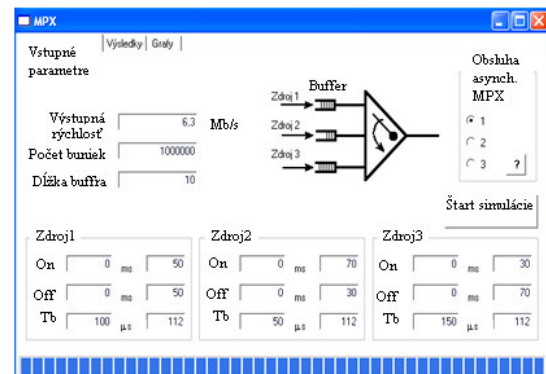 MPX
Vstupné parametre
Výsledky
Grafy
Výstupná rýchlosť
6,3
Mb/s
Počet buniek
1000000
Dĺžka buffra
10
Buffer
Zdroj 1
Zdroj 2
Zdroj 3
Obsluha
asynch.
MPX
1
2
3
?
Štart simulácie
Zdroj1
On 0 ms 50
Off 0 ms 50
Tb 100 µs 112
Zdroj2
On 0 ms 70
Off 0 ms 30
Tb 50 µs 112
Zdroj3
On 0 ms 30
Off 0 ms 70
Tb 150 µs 112